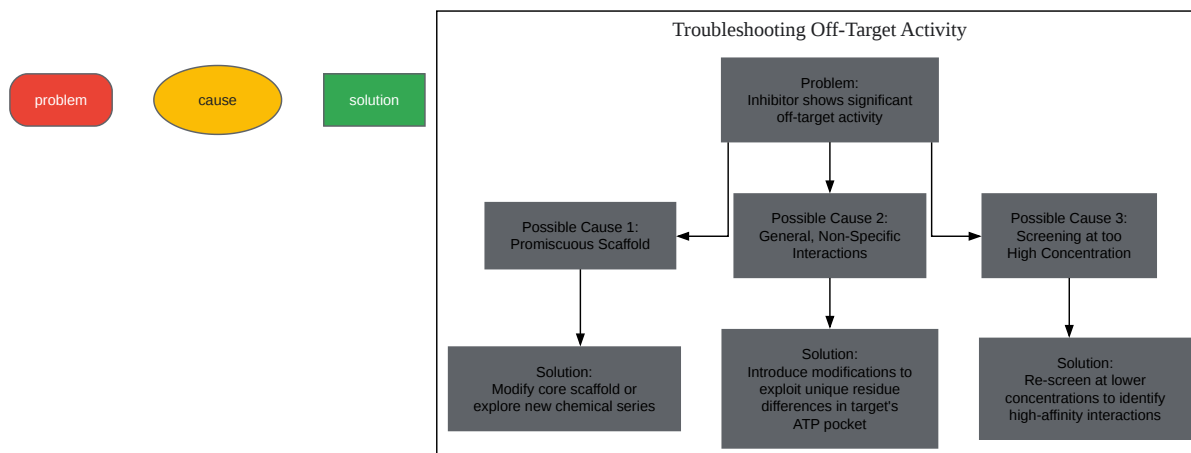 Troubleshooting Off-Target Activity
problem
cause
solution
Problem:
Inhibitor shows significant
off-target activity
Possible Cause 1:
Promiscuous Scaffold
Possible Cause 2:
General, Non-Specific
Interactions
Possible Cause 3:
Screening at too
High Concentration
Solution:
Modify core scaffold or
explore new chemical series
Solution:
Introduce modifications to
exploit unique residue
differences in target's
ATP pocket
Solution:
Re-screen at lower
concentrations to identify
high-affinity interactions